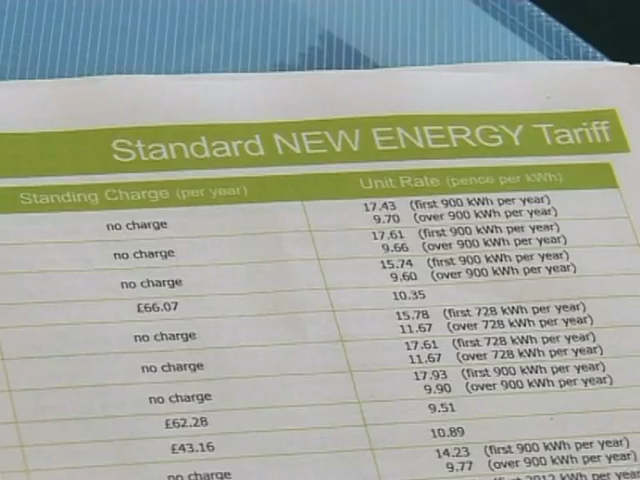 Standard NEW ENERGY Tariff
Standing Charge (per year) Unit Rate (pence per kWh)
no charge 17.43 (first 900 kWh per year)
9.70 (over 900 kWh per year)
no charge 17.61 (first 900 kWh per year)
9.66 (over 900 kWh per year)
no charge 15.74 (first 900 kWh per year)
9.60 (over 900 kWh per year)
£66.07 10.35
no charge 15.78 (first 728 kWh per year)
11.67 (over 728 kWh per year)
no charge 17.61 (first 728 kWh per year)
11.67 (over 728 kWh per year)
no charge 17.93 (first 900 kWh per year)
9.90 (over 900 kWh per year)
£62.28 9.51
£43.16 10.89
no charge 14.23 (first 900 kWh per year)
9.77 (over 900 kWh per year)
kWh per year)